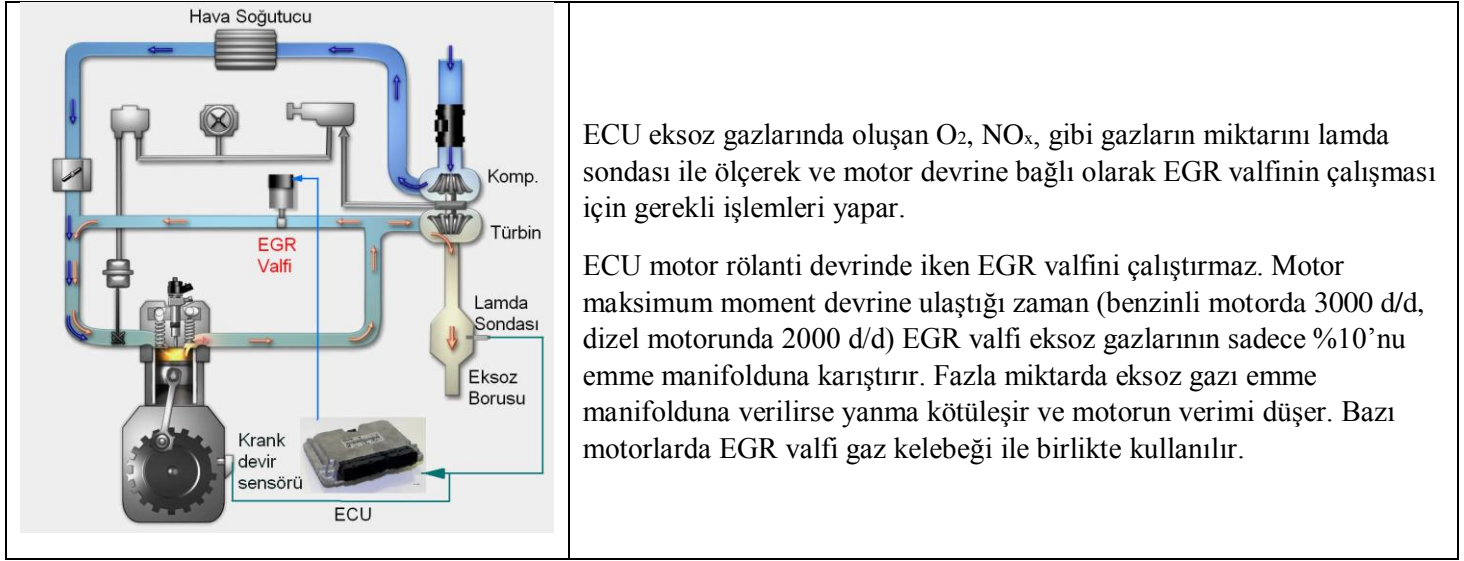 Hava Soğutucu
Komp.
Türbin
EGR
Valfi
Lamda
Sondası
Eksoz
Borusu
Krank
devir
sensörü
ECU
ECU eksoz gazlarında oluşan O2, NOx, gibi gazların miktarını lamda
sondası ile ölçerek ve motor devrine bağlı olarak EGR valfinin çalışması
için gerekli işlemleri yapar.
ECU motor rölanti devrinde iken EGR valfini çalıştırmaz. Motor
maksimum moment devrine ulaştığı zaman (benzinli motorda 3000 d/d,
dizel motorunda 2000 d/d) EGR valfi eksoz gazlarının sadece %10’nu
emme manifolduna karıştırır. Fazla miktarda eksoz gazı emme
manifolduna verilirse yanma kötüleşir ve motorun verimi düşer. Bazı
motorlarda EGR valfi gaz kelebeği ile birlikte kullanılır.